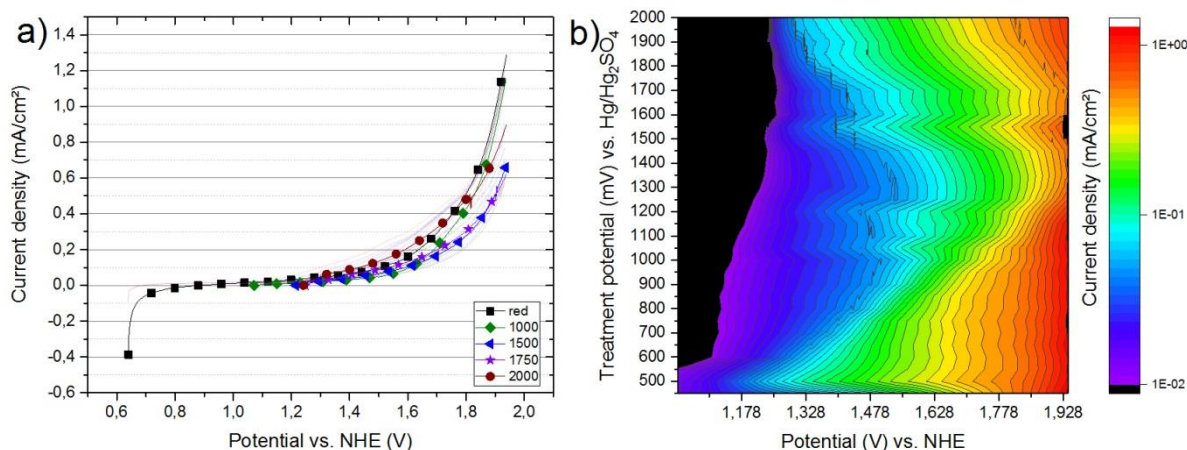 a)
1,4
1,2
1,0
0,8
0,6
0,4
0,2
0,0
-0,2
-0,4
-0,6
0,6 0,8 1,0 1,2 1,4 1,6 1,8 2,0
Current density (mA/cm²)
Potential vs. NHE (V)
red
1000
1500
1750
2000
b)
2000
1900
1800
1700
1600
1500
1400
1300
1200
1100
1000
900
800
700
600
500
1,178 1,328 1,478 1,628 1,778 1,928
Treatment potential (mV) vs. Hg/Hg₂SO₄
Potential (V) vs. NHE
1E+00
1E-01
1E-02
Current density (mA/cm²)